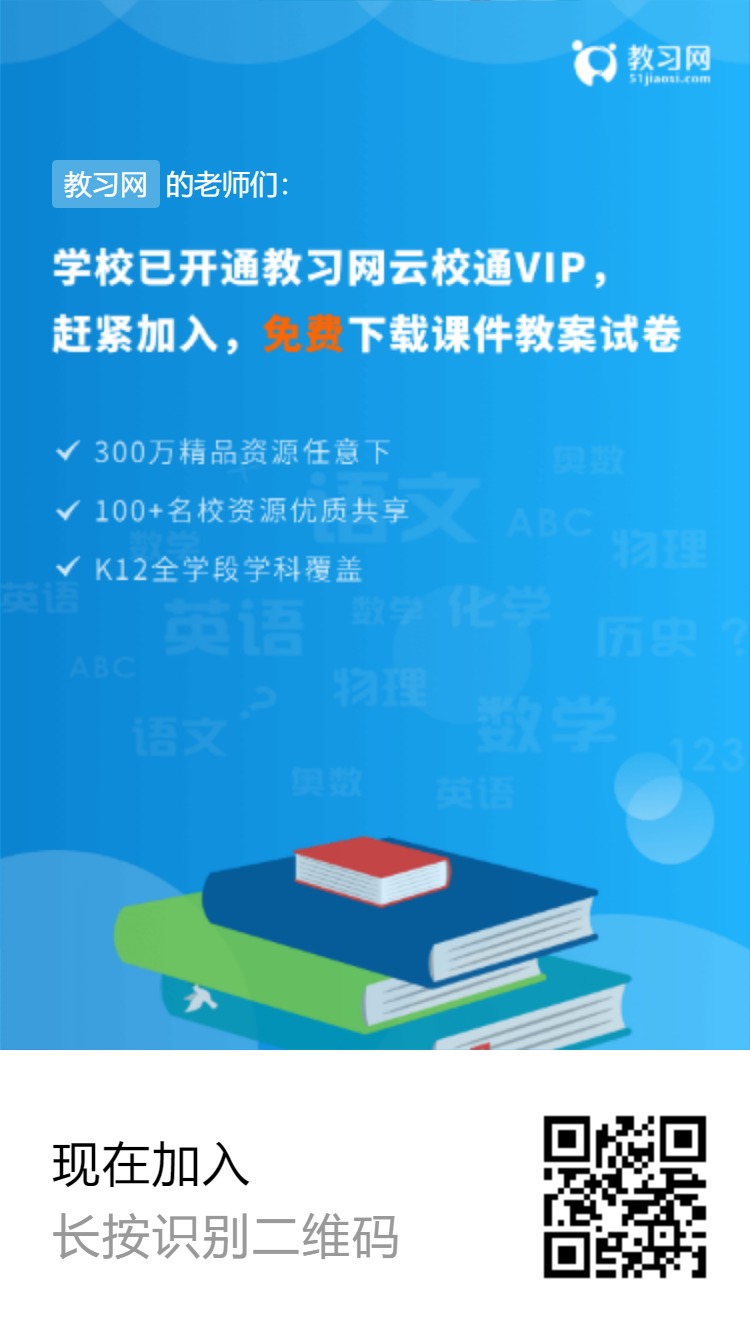 教习网
51jiaoxi.com
教习网 的老师们：
学校已开通教习网云校通VIP，
赶紧加入，免费下载课件教案试卷
300万精品资源任意下
100+名校资源优质共享
K12全学段学科覆盖
奥数
语文
ABC
数学
物理
英语
英语
数学
化学
历史
?
ABC
物理
?
语文
数学
123
奥数
英语
现在加入
长按识别二维码